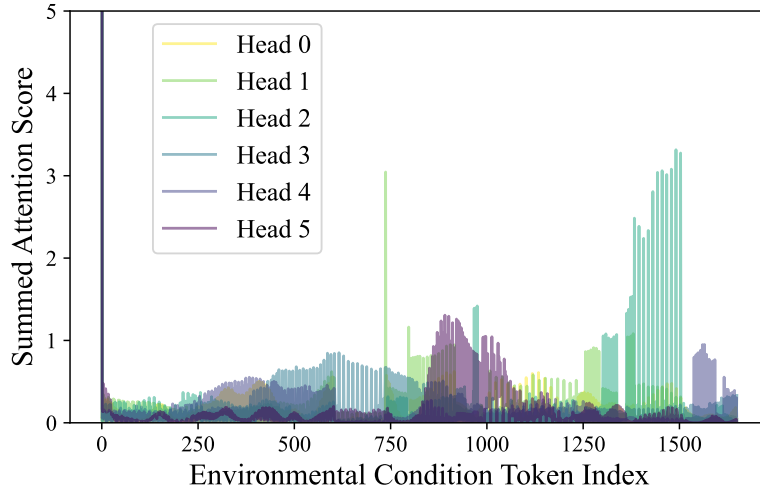 5
4
3
2
1
0
Summed Attention Score
Head 0
Head 1
Head 2
Head 3
Head 4
Head 5
0 250 500 750 1000 1250 1500
Environmental Condition Token Index